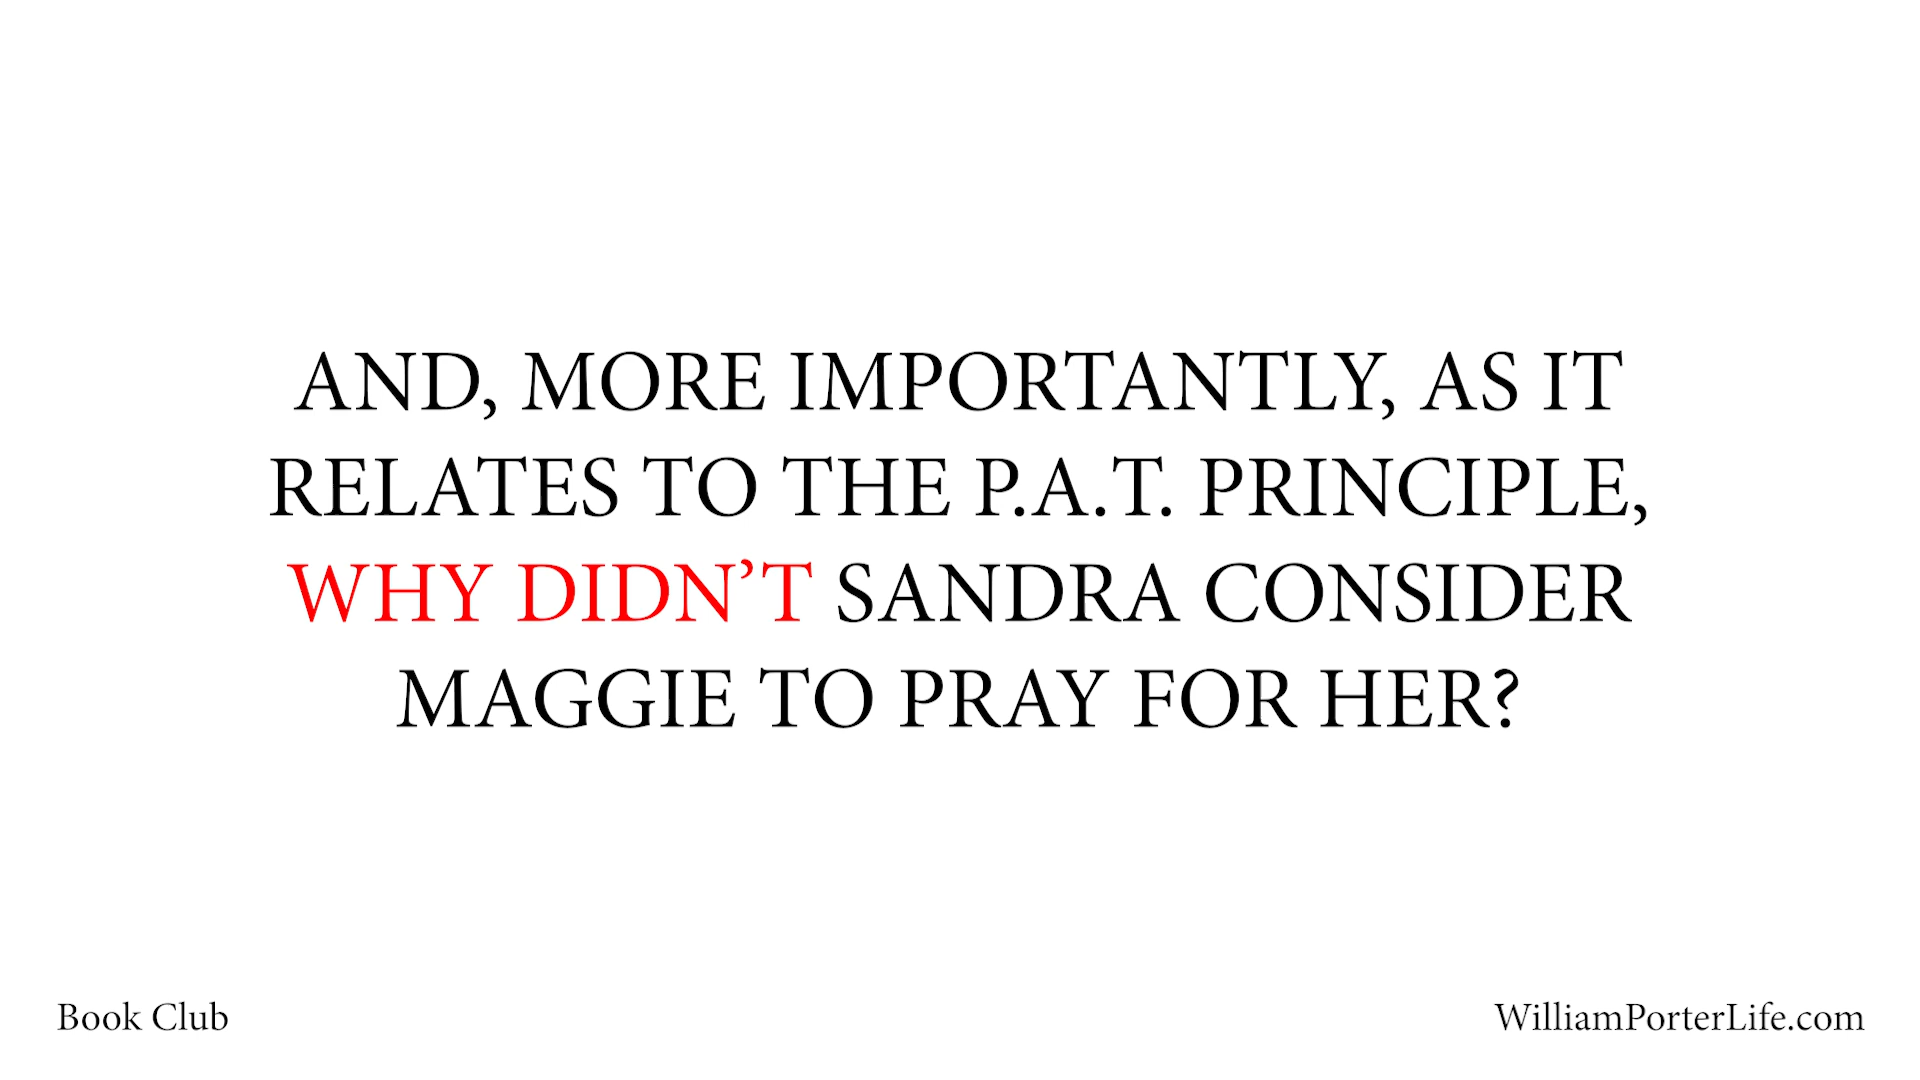 AND, MORE IMPORTANTLY, AS IT
RELATES TO THE P.A.T. PRINCIPLE,
WHY DIDN’T SANDRA CONSIDER
MAGGIE TO PRAY FOR HER?
Book Club
WilliamPorterLife.com